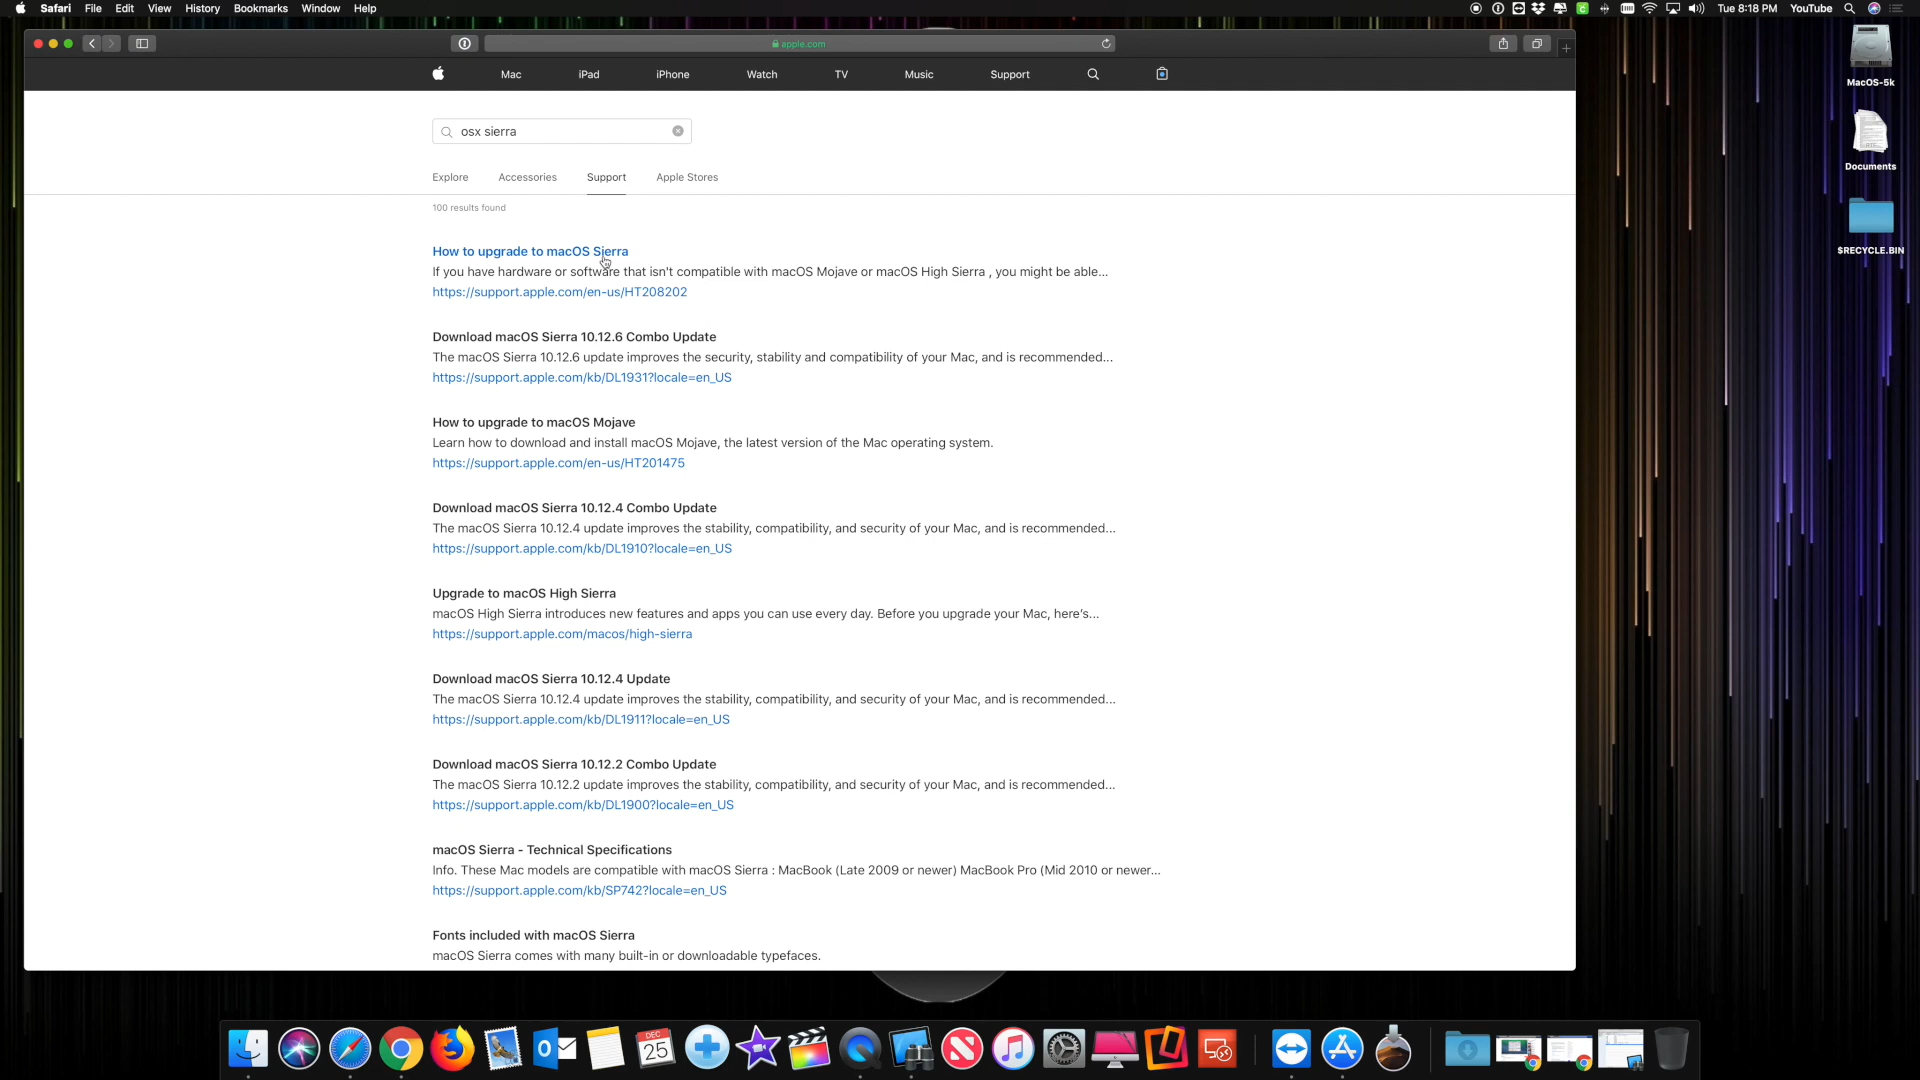 Safari File Edit View History Bookmarks Window Help
Tue 8:18 PM YouTube
apple.com
MacOS-5k
Mac iPad iPhone Watch TV Music Support
osx sierra
Documents
Explore Accessories Support Apple Stores
100 results found
$RECYCLE.BIN
How to upgrade to macOS Sierra
If you have hardware or software that isn't compatible with macOS Mojave or macOS High Sierra , you might be able...
https://support.apple.com/en-us/HT208202
Download macOS Sierra 10.12.6 Combo Update
The macOS Sierra 10.12.6 update improves the security, stability and compatibility of your Mac, and is recommended...
https://support.apple.com/kb/DL1931?locale=en_US
How to upgrade to macOS Mojave
Learn how to download and install macOS Mojave, the latest version of the Mac operating system.
https://support.apple.com/en-us/HT201475
Download macOS Sierra 10.12.4 Combo Update
The macOS Sierra 10.12.4 update improves the stability, compatibility, and security of your Mac, and is recommended...
https://support.apple.com/kb/DL1910?locale=en_US
Upgrade to macOS High Sierra
macOS High Sierra introduces new features and apps you can use every day. Before you upgrade your Mac, here's...
https://support.apple.com/macos/high-sierra
Download macOS Sierra 10.12.4 Update
The macOS Sierra 10.12.4 update improves the stability, compatibility, and security of your Mac, and is recommended...
https://support.apple.com/kb/DL1911?locale=en_US
Download macOS Sierra 10.12.2 Combo Update
The macOS Sierra 10.12.2 update improves the stability, compatibility, and security of your Mac, and is recommended...
https://support.apple.com/kb/DL1900?locale=en_US
macOS Sierra - Technical Specifications
Info. These Mac models are compatible with macOS Sierra : MacBook (Late 2009 or newer) MacBook Pro (Mid 2010 or newer...
https://support.apple.com/kb/SP742?locale=en_US
Fonts included with macOS Sierra
macOS Sierra comes with many built-in or downloadable typefaces.
DEC
25